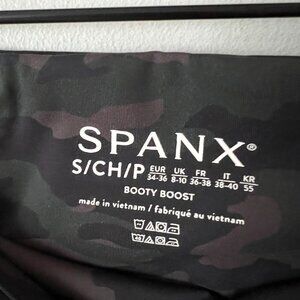 SPANX®
S/CH/P EUR 34-36 UK 8-10 FR 36-38 IT 38-40 KR 55
BOOTY BOOST
made in vietnam / fabriqué au vietnam